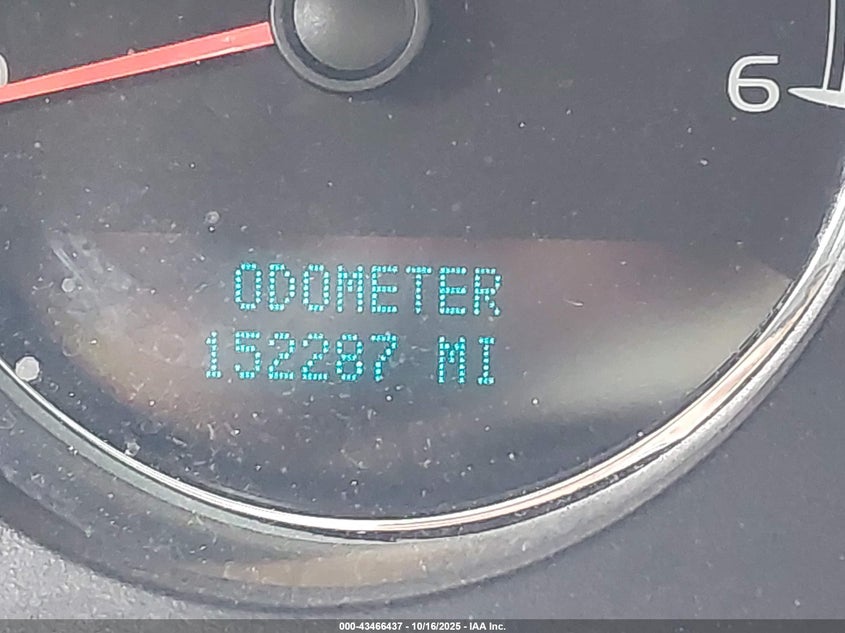 6
ODOMETER
152287 MI
000-43466437 - 10/16/2025 - IAA Inc.